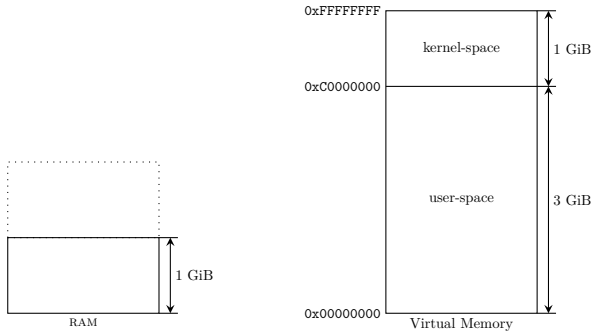 0xFFFFFFFF
kernel-space
1 GiB
0xC0000000
user-space
3 GiB
1 GiB
0x00000000
RAM
Virtual Memory